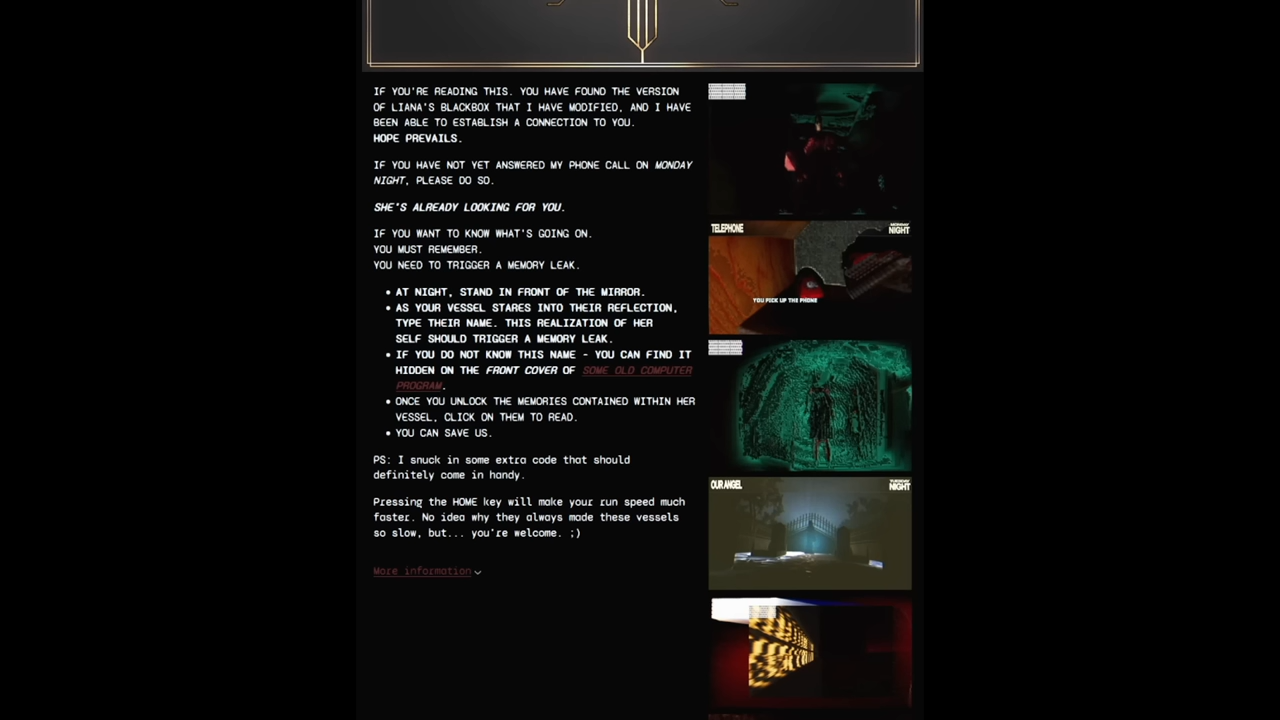 IF YOU'RE READING THIS. YOU HAVE FOUND THE VERSION
OF LIANA'S BLACKBOX THAT I HAVE MODIFIED, AND I HAVE
BEEN ABLE TO ESTABLISH A CONNECTION TO YOU.
HOPE PREVAILS.
IF YOU HAVE NOT YET ANSWERED MY PHONE CALL ON MONDAY
NIGHT, PLEASE DO SO.
SHE'S ALREADY LOOKING FOR YOU.
IF YOU WANT TO KNOW WHAT'S GOING ON.
YOU MUST REMEMBER.
YOU NEED TO TRIGGER A MEMORY LEAK.
• AT NIGHT, STAND IN FRONT OF THE MIRROR.
• AS YOUR VESSEL STARES INTO THEIR REFLECTION,
TYPE THEIR NAME. THIS REALIZATION OF HER
SELF SHOULD TRIGGER A MEMORY LEAK.
• IF YOU DO NOT KNOW THIS NAME - YOU CAN FIND IT
HIDDEN ON THE FRONT COVER OF SOME OLD COMPUTER
PROGRAM.
• ONCE YOU UNLOCK THE MEMORIES CONTAINED WITHIN HER
VESSEL, CLICK ON THEM TO READ.
• YOU CAN SAVE US.
PS: I snuck in some extra code that should
definitely come in handy.
Pressing the HOME key will make your run speed much
faster. No idea why they always made these vessels
so slow, but... you're welcome. ;)
More information
TELEPHONE
MONDAY
NIGHT
YOU PICK UP THE PHONE
OUR ANGEL
TUESDAY
NIGHT